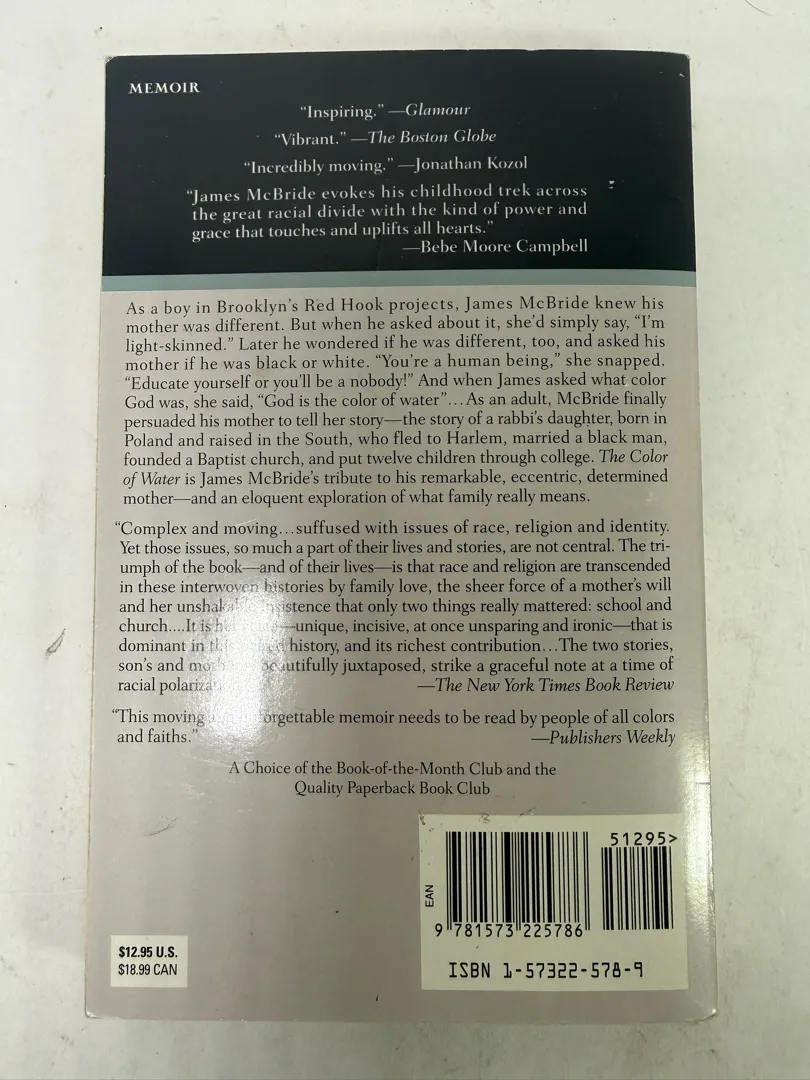 MEMOIR
“Inspiring.” —Glamour
“Vibrant.” —The Boston Globe
“Incredibly moving.” —Jonathan Kozol
“James McBride evokes his childhood trek across
the great racial divide with the kind of power and
grace that touches and uplifts all hearts.”
—Bebe Moore Campbell
As a boy in Brooklyn’s Red Hook projects, James McBride knew his
mother was different. But when he asked about it, she’d simply say, “I’m
light-skinned.” Later he wondered if he was different, too, and asked his
mother if he was black or white. “You’re a human being,” she snapped.
“Educate yourself or you’ll be a nobody!” And when James asked what color
God was, she said, “God is the color of water”...As an adult, McBride finally
persuaded his mother to tell her story—the story of a rabbi’s daughter, born in
Poland and raised in the South, who fled to Harlem, married a black man,
founded a Baptist church, and put twelve children through college. The Color
of Water is James McBride’s tribute to his remarkable, eccentric, determined
mother—and an eloquent exploration of what family really means.
“Complex and moving...suffused with issues of race, religion and identity.
Yet those issues, so much a part of their lives and stories, are not central. The tri-
umph of the book—and of their lives—is that race and religion are transcended
in these interwoven histories by family love, the sheer force of a mother’s will
and her insistence that only two things really mattered: school and
church....It is —unique, incisive, at once unsparing and ironic—that is
dominant in history, and its richest contribution...The two stories,
son’s and beautifully juxtaposed, strike a graceful note at a time of
racial —The New York Times Book Review
“This moving unforgettable memoir needs to be read by people of all colors
and faiths.” —Publishers Weekly
A Choice of the Book-of-the-Month Club and the
Quality Paperback Book Club
51295>
EAN
9 781573 225786
ISBN 1-57322-578-9
$12.95 U.S.
$18.99 CAN